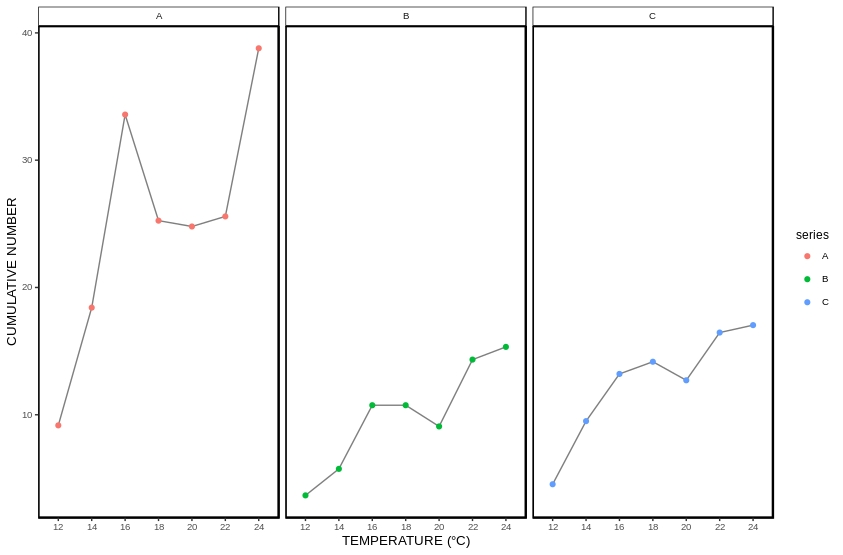 A B C
40
30
20
10
CUMULATIVE NUMBER
12 14 16 18 20 22 24 12 14 16 18 20 22 24 12 14 16 18 20 22 24
TEMPERATURE (°C)
series
A
B
C